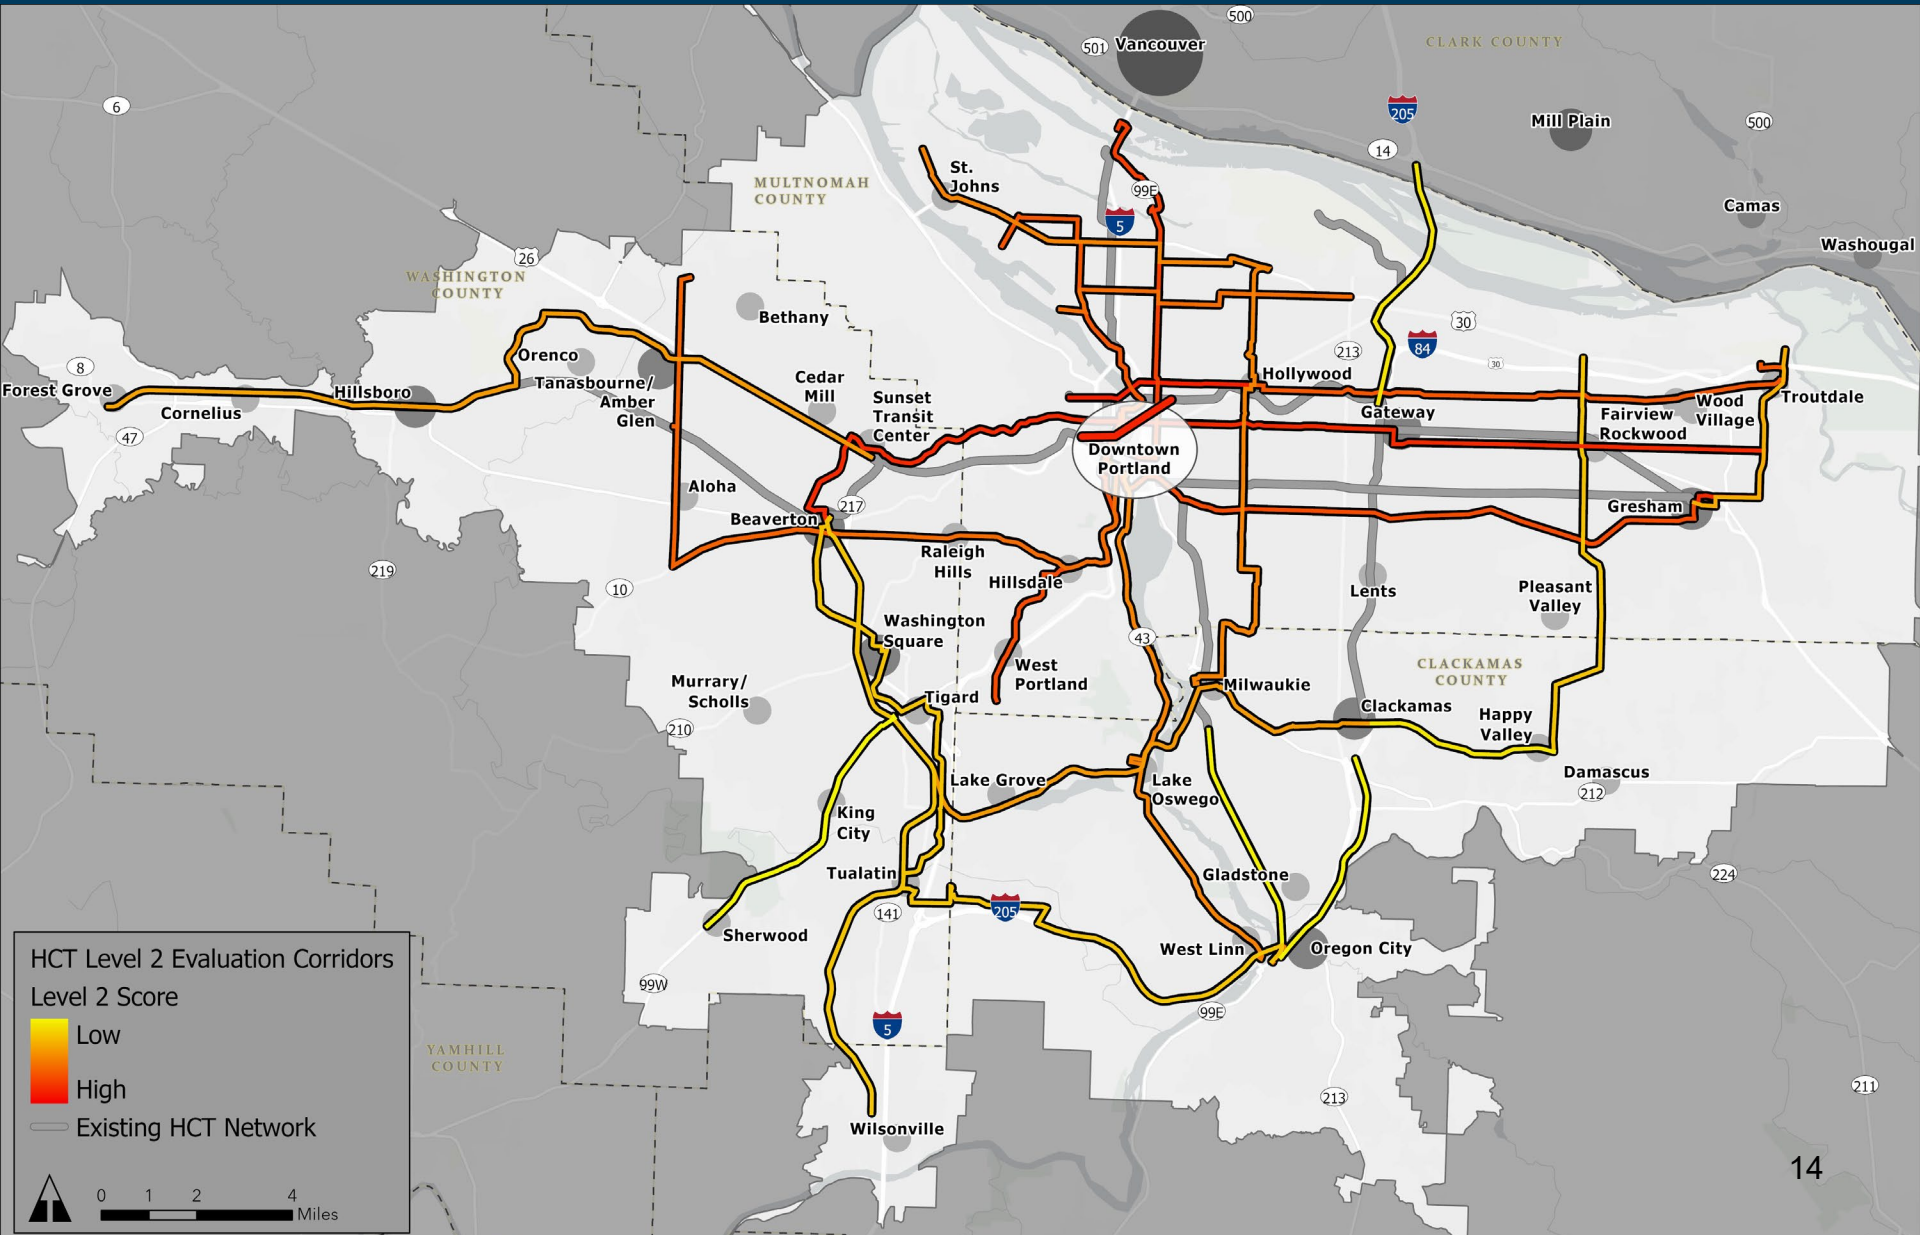 500
501
Vancouver
CLARK COUNTY
6
205
Mill Plain
500
14
MULTNOMAH
COUNTY
St.
Johns
99E
5
Camas
Washougal
26
WASHINGTON
COUNTY
Bethany
30
213
84
30
Orenco
8
Forest Grove
Cornelius
Hillsboro
Tanasbourne/
Amber
Glen
Cedar
Mill
Sunset
Transit
Center
Hollywood
Gateway
Fairview
Rockwood
Wood
Village
Troutdale
47
Downtown
Portland
Aloha
217
Beaverton
Gresham
Raleigh
Hills
Hillsdale
219
10
Lents
Pleasant
Valley
Washington
Square
43
West
Portland
CLACKAMAS
COUNTY
Murrary/
Scholls
Tigard
Milwaukie
210
Clackamas
Happy
Valley
Lake Grove
Lake
Oswego
Damascus
212
King
City
Tualatin
Gladstone
224
141
205
Sherwood
West Linn
Oregon City
99W
99E
5
YAMHILL
COUNTY
213
211
Wilsonville
HCT Level 2 Evaluation Corridors
Level 2 Score
Low
High
Existing HCT Network
0 1 2 4
Miles
14